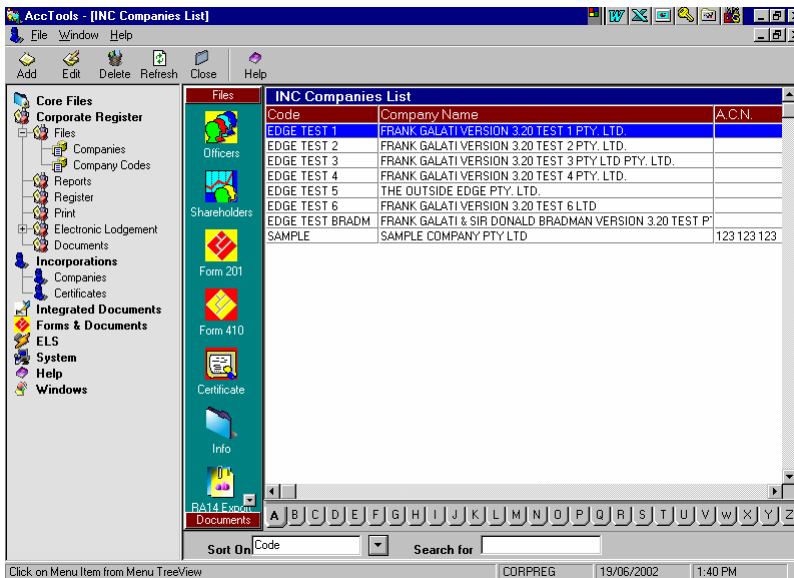 AccTools - [INC Companies List]
File Window Help
Add Edit Delete Refresh Close Help
Core Files
Corporate Register
Files
Companies
Company Codes
Reports
Register
Print
Electronic Lodgement
Documents
Incorporations
Companies
Certificates
Integrated Documents
Forms & Documents
ELS
System
Help
Windows
Files
Officers
Shareholders
Form 201
Form 410
Certificate
Info
RA14 Export
Documents
INC Companies List
Code Company Name A.C.N.
EDGE TEST 1 FRANK GALATI VERSION 3.20 TEST 1 PTY. LTD.
EDGE TEST 2 FRANK GALATI VERSION 3.20 TEST 2 PTY. LTD.
EDGE TEST 3 FRANK GALATI VERSION 3.20 TEST 3 PTY LTD PTY. LTD.
EDGE TEST 4 FRANK GALATI VERSION 3.20 TEST 4 PTY. LTD.
EDGE TEST 5 THE OUTSIDE EDGE PTY. LTD.
EDGE TEST 6 FRANK GALATI VERSION 3.20 TEST 6 LTD
EDGE TEST BRADM FRANK GALATI & SIR DONALD BRADMAN VERSION 3.20 TEST P
SAMPLE SAMPLE COMPANY PTY LTD 123 123 123
A B C D E F G H I J K L M N O P Q R S T U V W X Y Z
Sort On Code Search for
Click on Menu Item from Menu TreeView CORPREG 19/06/2002 1:40 PM